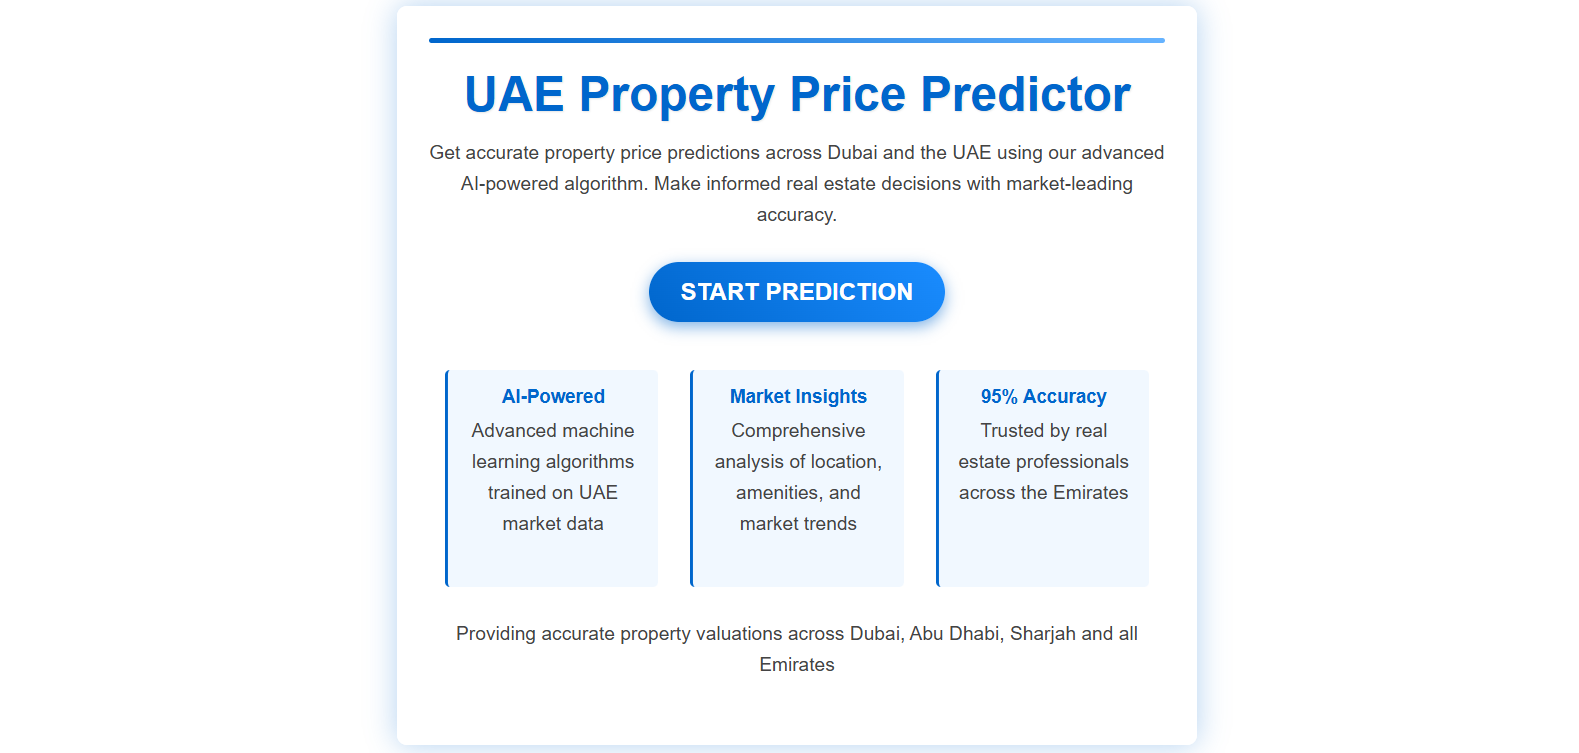 UAE Property Price Predictor
Get accurate property price predictions across Dubai and the UAE using our advanced
AI-powered algorithm. Make informed real estate decisions with market-leading
accuracy.
START PREDICTION
AI-Powered
Advanced machine
learning algorithms
trained on UAE
market data
Market Insights
Comprehensive
analysis of location,
amenities, and
market trends
95% Accuracy
Trusted by real
estate professionals
across the Emirates
Providing accurate property valuations across Dubai, Abu Dhabi, Sharjah and all
Emirates